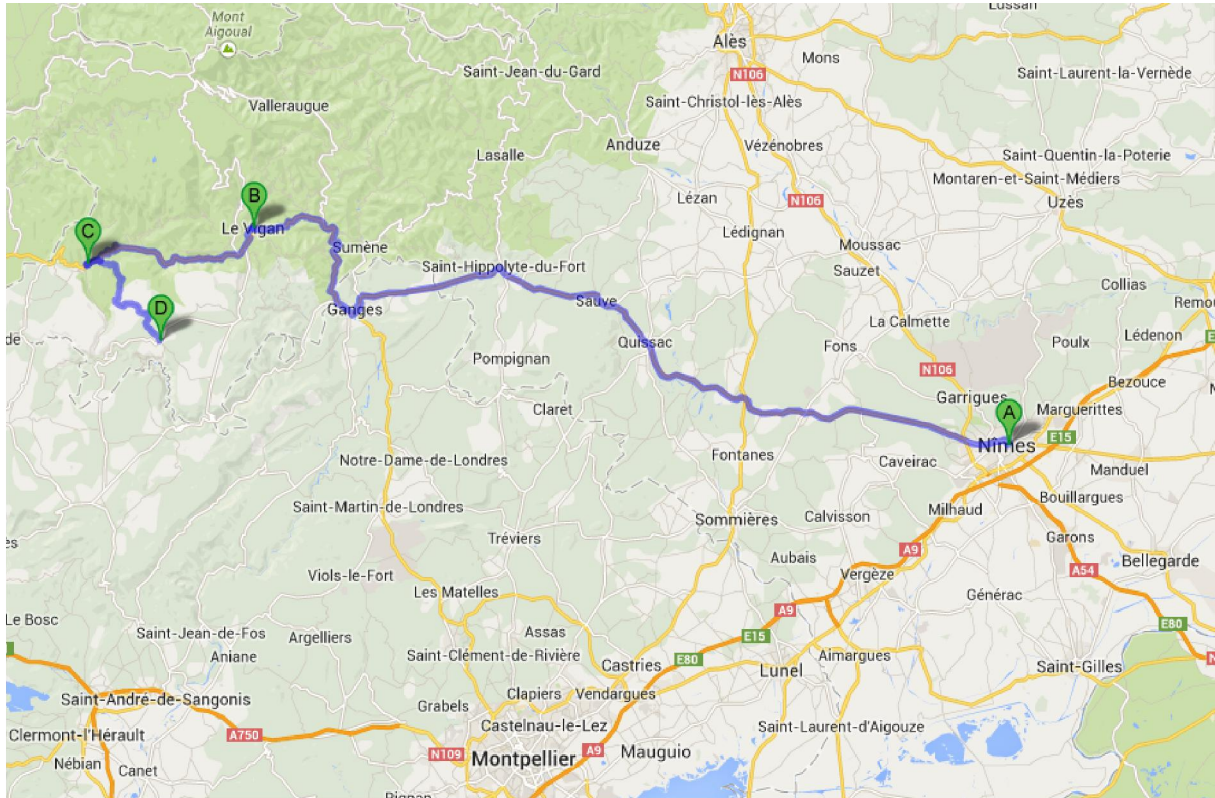 Mont
Aigoual
Lussan
Alès
Mons
Saint-Jean-du-Gard
N106
Saint-Laurent-la-Vernède
Valleraugue
Saint-Christol-lès-Alès
Anduze
Vézénobres
Lasalle
Saint-Quentin-la-Poterie
Montaren-et-Saint-Médiers
B
Lézan
N106
Uzès
C
Le Vigan
Lédignan
Sumène
Moussac
Saint-Hippolyte-du-Fort
Sauzet
Collias
D
Ganges
Sauve
La Calmette
Lédenon
Quissac
Fons
Poulx
Pompignan
N106
Bezouce
Garrigues
Claret
A
Marguerittes
Nîmes
E15
Notre-Dame-de-Londres
Fontanes
Caveirac
Manduel
Saint-Martin-de-Londres
Milhaud
Bouillargues
Sommières
Calvisson
Tréviers
Garons
A9
Aubais
Bellegarde
Viols-le-Fort
Vergèze
A54
Les Matelles
Générac
Le Bosc
A9
E80
Saint-Jean-de-Fos
Argelliers
Assas
E15
Aniane
Saint-Clément-de-Rivière
E80
Aimargues
Castries
Lunel
Saint-Gilles
Saint-André-de-Sangonis
Clapiers
Vendargues
Grabels
Castelnau-le-Lez
Saint-Laurent-d'Aigouze
Clermont-l'Hérault
A750
N109
A9
Mauguio
Montpellier
Nébian
Canet